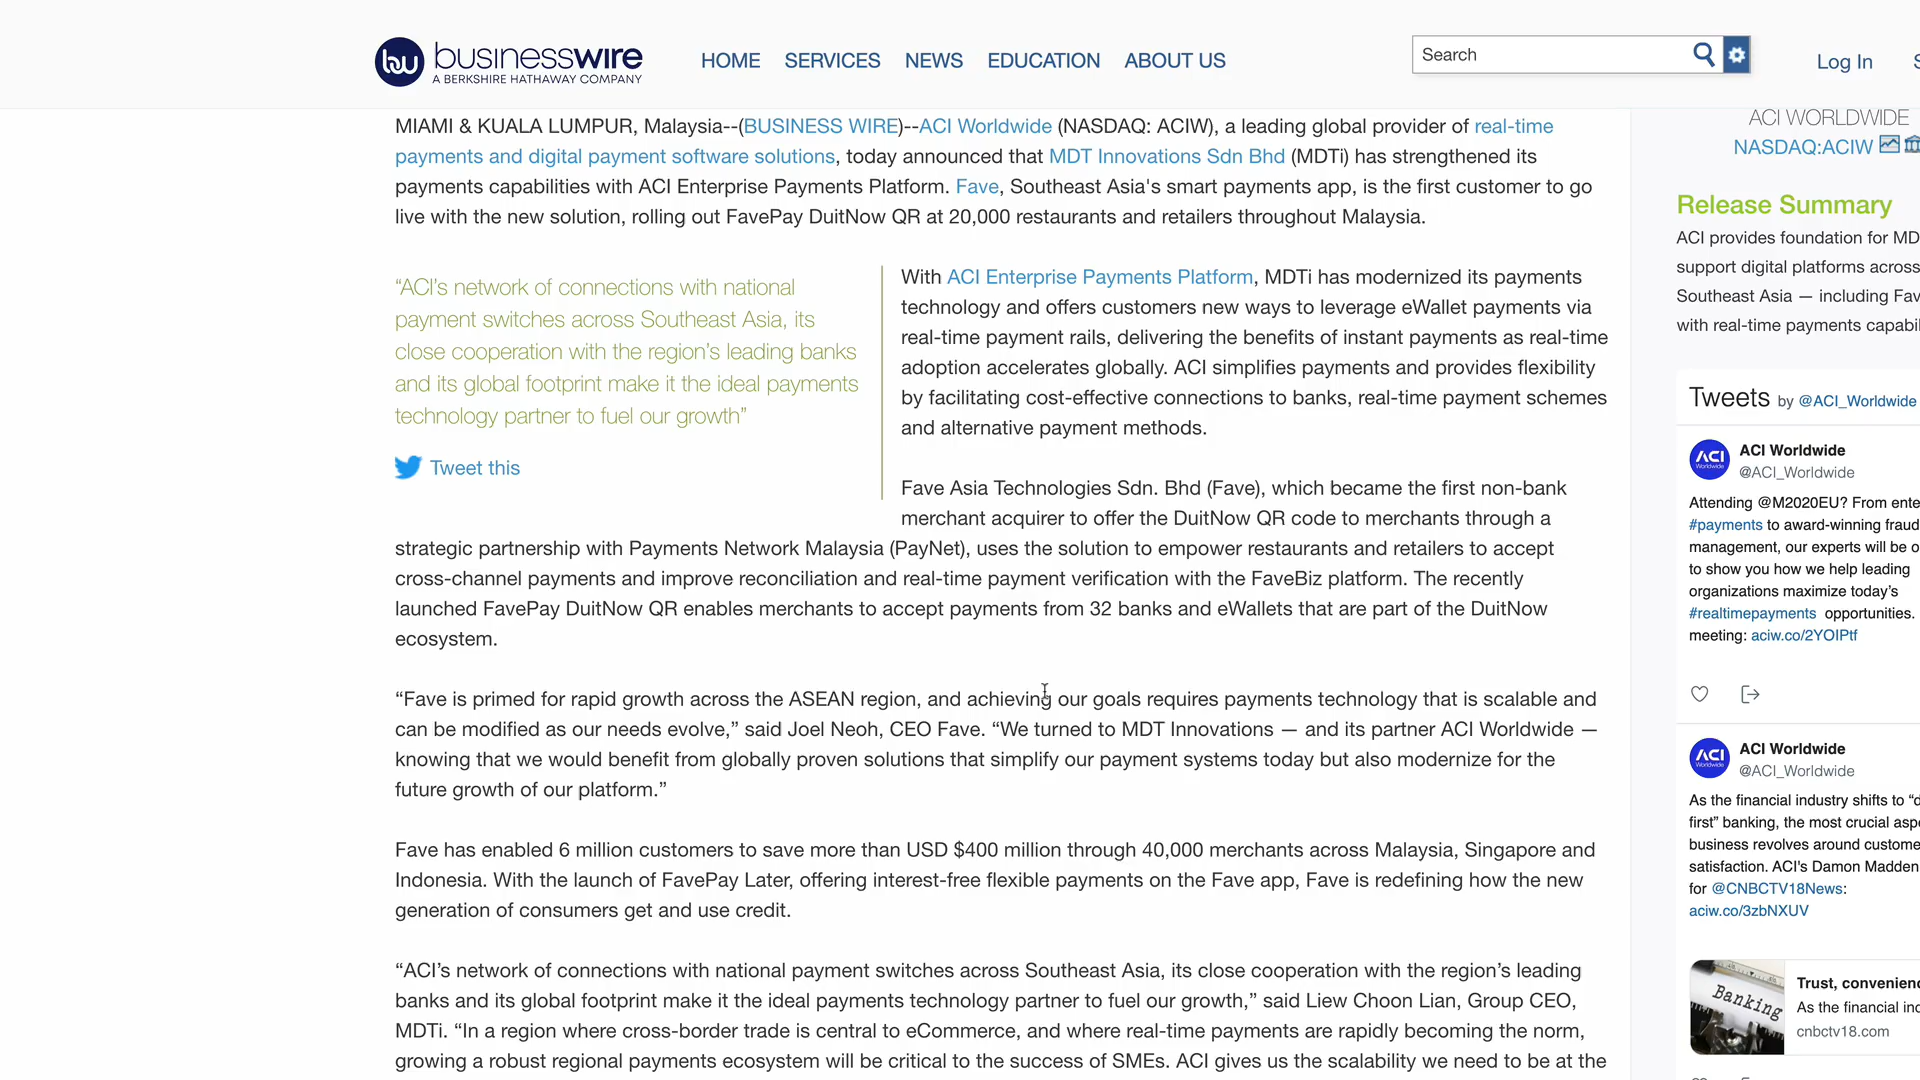 businesswire
A BERKSHIRE HATHAWAY COMPANY
HOME SERVICES NEWS EDUCATION ABOUT US
Search
Log In
MIAMI & KUALA LUMPUR, Malaysia--(BUSINESS WIRE)--ACI Worldwide (NASDAQ: ACIW), a leading global provider of real-time
payments and digital payment software solutions, today announced that MDT Innovations Sdn Bhd (MDTi) has strengthened its
payments capabilities with ACI Enterprise Payments Platform. Fave, Southeast Asia's smart payments app, is the first customer to go
live with the new solution, rolling out FavePay DuitNow QR at 20,000 restaurants and retailers throughout Malaysia.
“ACI’s network of connections with national
payment switches across Southeast Asia, its
close cooperation with the region’s leading banks
and its global footprint make it the ideal payments
technology partner to fuel our growth”
Tweet this
With ACI Enterprise Payments Platform, MDTi has modernized its payments
technology and offers customers new ways to leverage eWallet payments via
real-time payment rails, delivering the benefits of instant payments as real-time
adoption accelerates globally. ACI simplifies payments and provides flexibility
by facilitating cost-effective connections to banks, real-time payment schemes
and alternative payment methods.
Fave Asia Technologies Sdn. Bhd (Fave), which became the first non-bank
merchant acquirer to offer the DuitNow QR code to merchants through a
strategic partnership with Payments Network Malaysia (PayNet), uses the solution to empower restaurants and retailers to accept
cross-channel payments and improve reconciliation and real-time payment verification with the FaveBiz platform. The recently
launched FavePay DuitNow QR enables merchants to accept payments from 32 banks and eWallets that are part of the DuitNow
ecosystem.
“Fave is primed for rapid growth across the ASEAN region, and achieving our goals requires payments technology that is scalable and
can be modified as our needs evolve,” said Joel Neoh, CEO Fave. “We turned to MDT Innovations — and its partner ACI Worldwide —
knowing that we would benefit from globally proven solutions that simplify our payment systems today but also modernize for the
future growth of our platform.”
Fave has enabled 6 million customers to save more than USD $400 million through 40,000 merchants across Malaysia, Singapore and
Indonesia. With the launch of FavePay Later, offering interest-free flexible payments on the Fave app, Fave is redefining how the new
generation of consumers get and use credit.
“ACI’s network of connections with national payment switches across Southeast Asia, its close cooperation with the region’s leading
banks and its global footprint make it the ideal payments technology partner to fuel our growth,” said Liew Choon Lian, Group CEO,
MDTi. “In a region where cross-border trade is central to eCommerce, and where real-time payments are rapidly becoming the norm,
growing a robust regional payments ecosystem will be critical to the success of SMEs. ACI gives us the scalability we need to be at the
ACI WORLDWIDE
NASDAQ:ACIW
Release Summary
ACI provides foundation for MD
support digital platforms across
Southeast Asia — including Fav
with real-time payments capabil
Tweets by @ACI_Worldwide
ACI Worldwide
@ACI_Worldwide
Attending @M2020EU? From ente
#payments to award-winning fraud
management, our experts will be o
to show you how we help leading
organizations maximize today’s
#realtimepayments opportunities.
meeting: aciw.co/2YOIPtf
ACI Worldwide
@ACI_Worldwide
As the financial industry shifts to “d
first” banking, the most crucial aspe
business revolves around custome
satisfaction. ACI's Damon Madden
for @CNBCTV18News:
aciw.co/3zbNXUV
Banking
Trust, convenienc
As the financial inc
cnbctv18.com